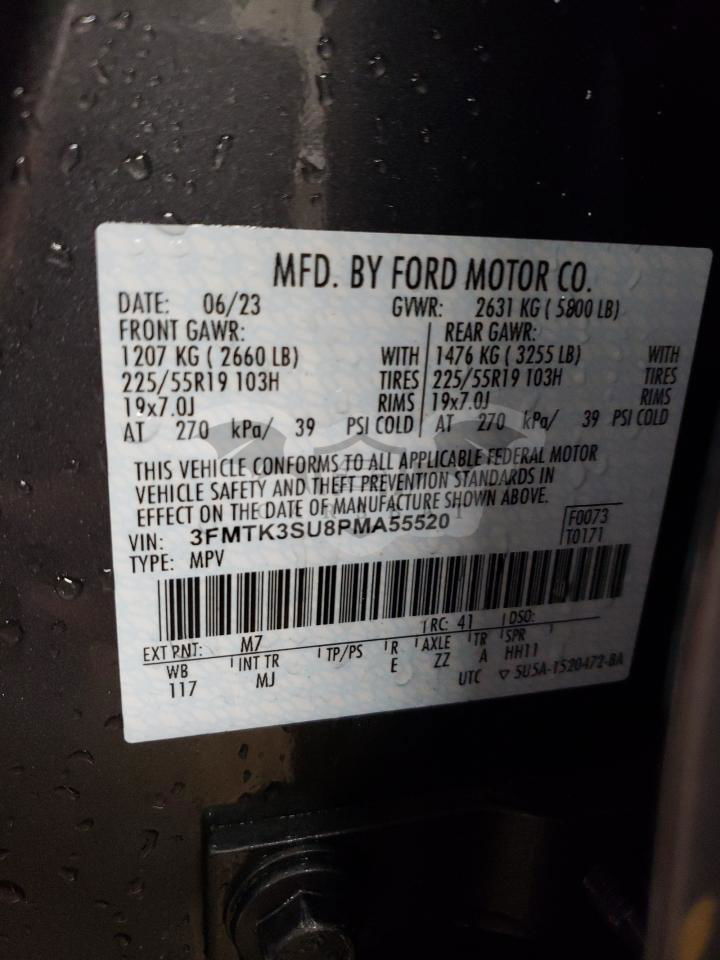 MFD. BY FORD MOTOR CO.
DATE: 06/23 GVWR: 2631 KG ( 5800 LB)
FRONT GAWR: REAR GAWR:
1207 KG ( 2660 LB) WITH 1476 KG ( 3255 LB) WITH
225/55R19 103H TIRES 225/55R19 103H TIRES
19x7.0J RIMS 19x7.0J RIMS
AT 270 kPa/ 39 PSI COLD AT 270 kPa/ 39 PSI COLD
THIS VEHICLE CONFORMS TO ALL APPLICABLE FEDERAL MOTOR
VEHICLE SAFETY AND THEFT PREVENTION STANDARDS IN
EFFECT ON THE DATE OF MANUFACTURE SHOWN ABOVE.
VIN: 3FMTK3SU8PMA55520 F0073
TYPE: MPV T0171
EXT PNT: M7 RC: 41 DSO:
WB INT TR TP/PS R AXLE TR SPR
117 MJ E ZZ A HH11
UTC ▽ SU5A-1520472-BA